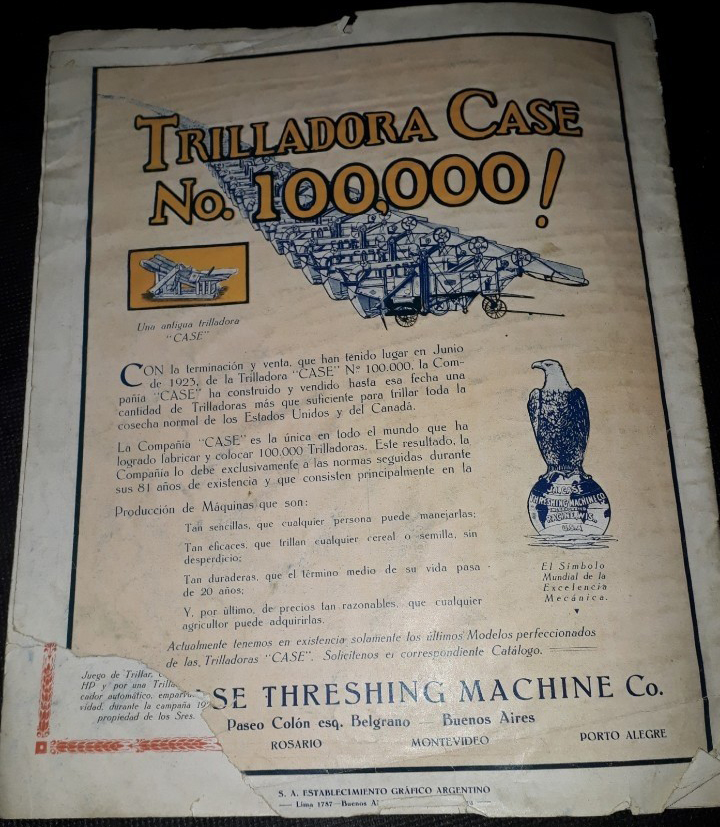 TRILLADORA CASE
No. 100,000!
Una antigua trilladora
"CASE"
CON la terminación y venta, que han tenido lugar en Junio
de 1923, de la Trilladora "CASE" Nº 100.000, la Com-
pañía "CASE" ha construido y vendido hasta esa fecha una
cantidad de Trilladoras más que suficiente para trillar toda la
cosecha normal de los Estados Unidos y del Canadá.
La Compañía "CASE" es la única en todo el mundo que ha
logrado fabricar y colocar 100.000 Trilladoras. Este resultado, la
Compañía lo debe exclusivamente a las normas seguidas durante
sus 81 años de existencia y que consisten principalmente en la
Producción de Máquinas que son:
Tan sencillas, que cualquier persona puede manejarlas;
Tan eficaces, que trillan cualquier cereal o semilla, sin
desperdicio;
Tan duraderas, que el término medio de su vida pasa
de 20 años;
Y, por último, de precios tan razonables, que cualquier
agricultor puede adquirirlas.
J.I. CASE
THRESHING MACHINE CO.
RACINE, WIS.,
U.S.A.
El Símbolo
Mundial de la
Excelencia
Mecánica.
Actualmente tenemos en existencia solamente los últimos Modelos perfeccionados
de las Trilladoras "CASE". Solicítenos el correspondiente Catálogo.
Juego de Trillar,
HP y por una Trilla
cador automático, empar
vidad, durante la campaña 19
propiedad de los Sres.
SE THRESHING MACHINE Co.
Paseo Colón esq. Belgrano Buenos Aires
ROSARIO MONTEVIDEO PORTO ALEGRE
S. A. ESTABLECIMIENTO GRÁFICO ARGENTINO
Lima 1787 - Buenos A